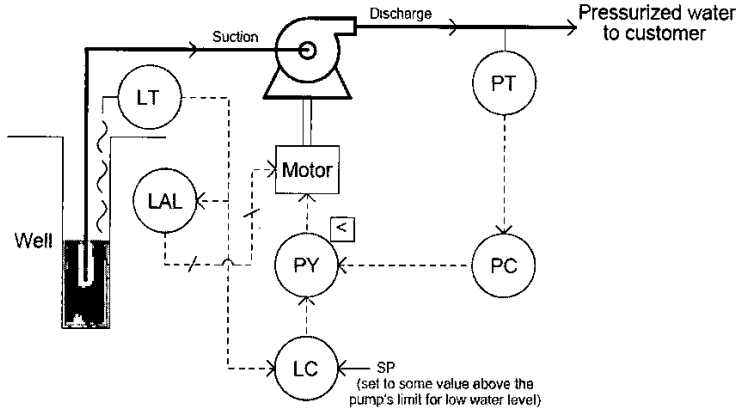 Discharge
Pressurized water
to customer
Suction
LT
PT
Motor
LAL
<
Well
PY
PC
LC
SP
(set to some value above the
pump's limit for low water level)